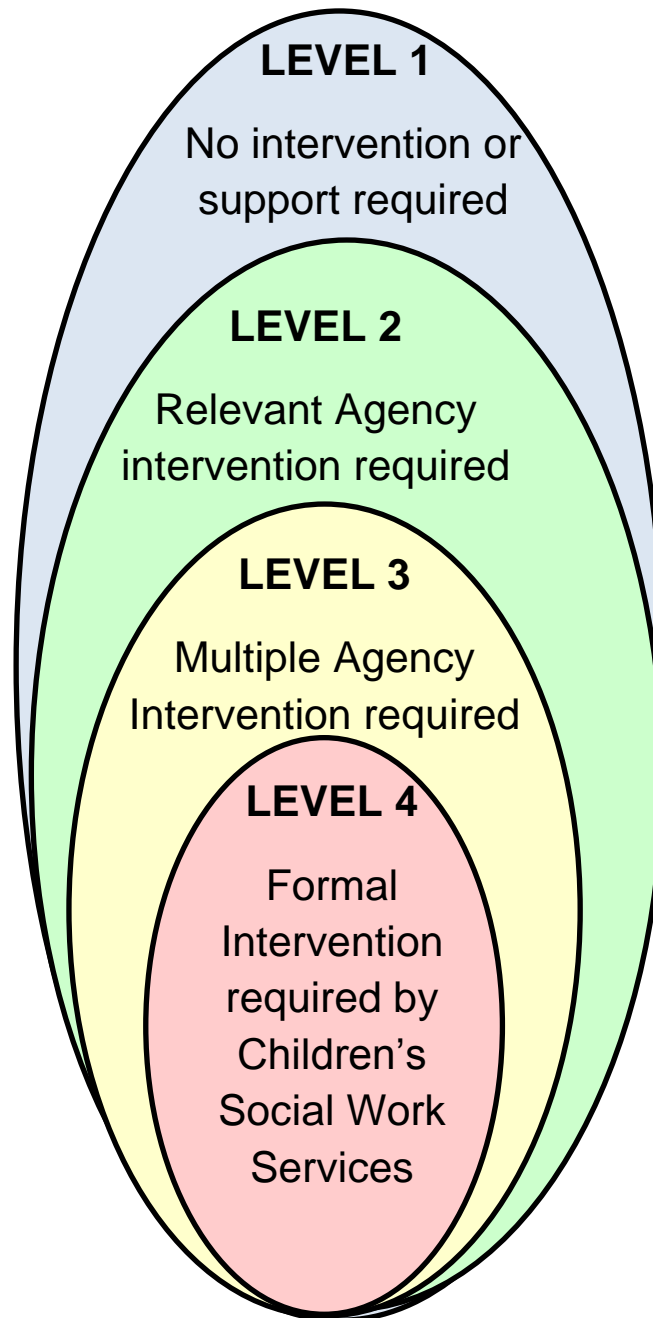 LEVEL 1
No intervention or
support required
LEVEL 2
Relevant Agency
intervention required
LEVEL 3
Multiple Agency
Intervention required
LEVEL 4
Formal
Intervention
required by
Children’s
Social Work
Services